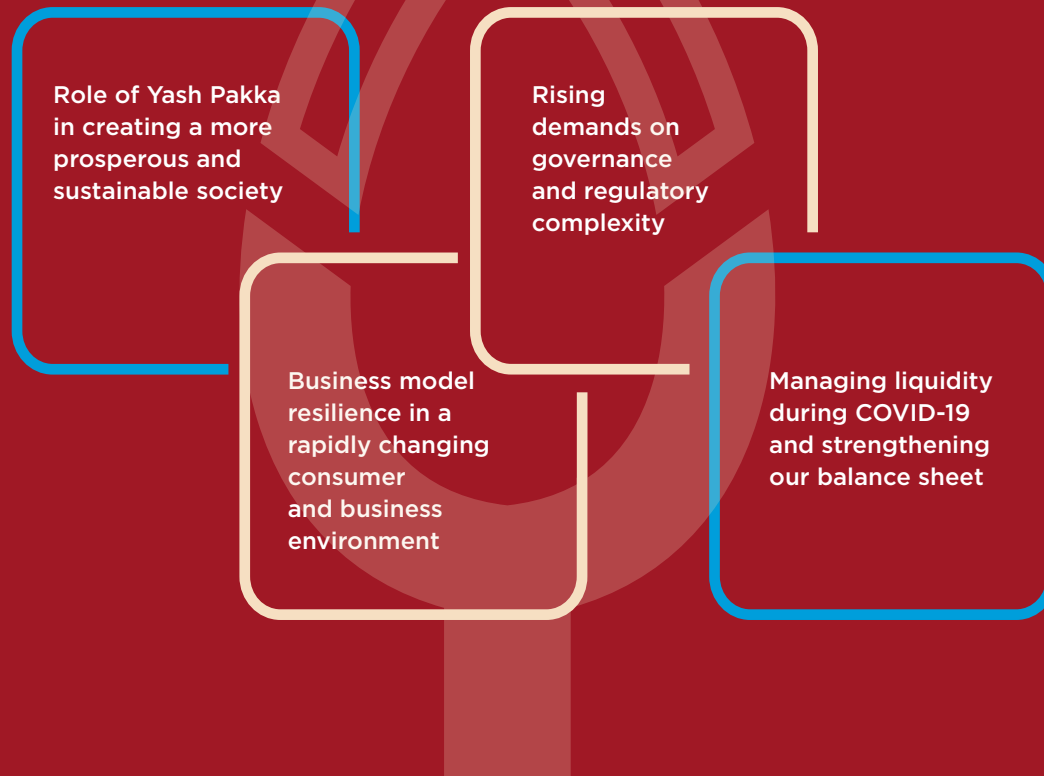 Role of Yash Pakka
in creating a more
prosperous and
sustainable society
Rising
demands on
governance
and regulatory
complexity
Business model
resilience in a
rapidly changing
consumer
and business
environment
Managing liquidity
during COVID-19
and strengthening
our balance sheet